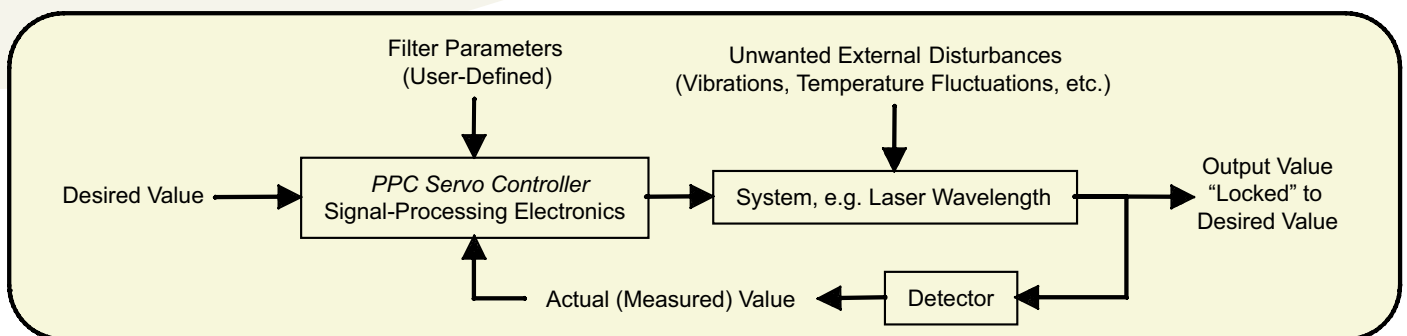 Filter Parameters
(User-Defined)
Unwanted External Disturbances
(Vibrations, Temperature Fluctuations, etc.)
Desired Value
PPC Servo Controller
Signal-Processing Electronics
System, e.g. Laser Wavelength
Output Value
“Locked” to
Desired Value
Actual (Measured) Value
Detector